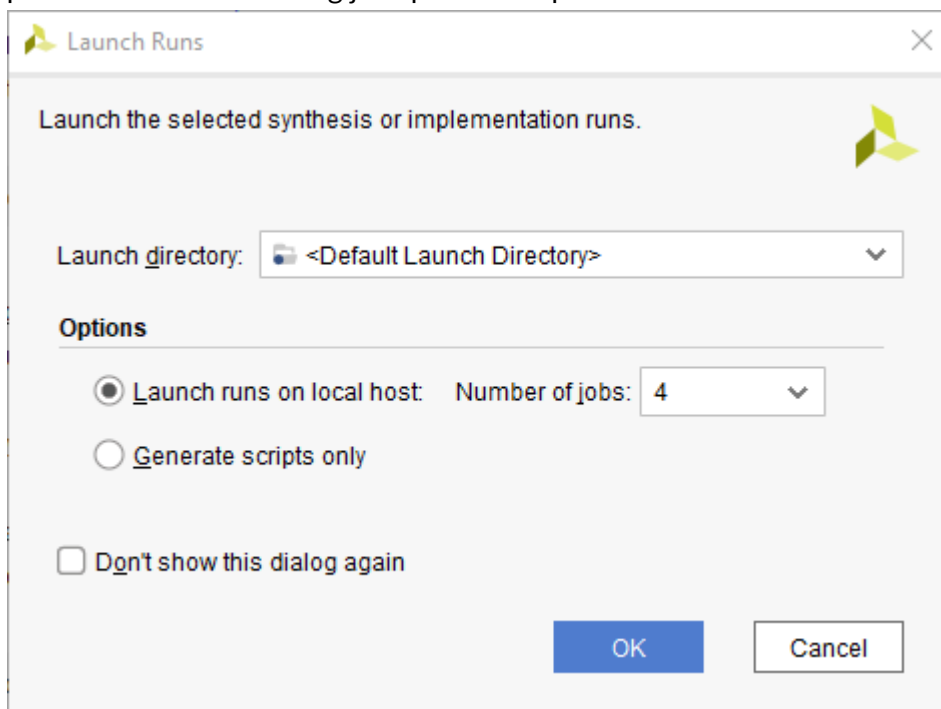 Launch Runs
Launch the selected synthesis or implementation runs.
Launch directory: <Default Launch Directory>
Options
Launch runs on local host: Number of jobs: 4
Generate scripts only
Don't show this dialog again
OK Cancel